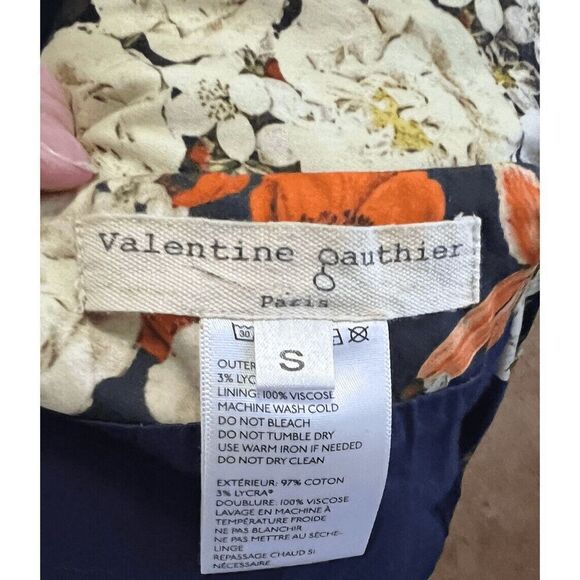 Valentine gauthier
Paris
30
S
OUTER
3% LYC
LINING: 100% VISCOSE
MACHINE WASH COLD
DO NOT BLEACH
DO NOT TUMBLE DRY
USE WARM IRON IF NEEDED
DO NOT DRY CLEAN
EXTÉRIEUR: 97% COTON
3% LYCRA®
DOUBLURE: 100% VISCOSE
LAVAGE EN MACHINE À
TEMPÉRATURE FROIDE
NE PAS BLANCHIR
NE PAS METTRE AU SÈCHE-
LINGE
REPASSAGE CHAUD SI
NÉCESSAIRE